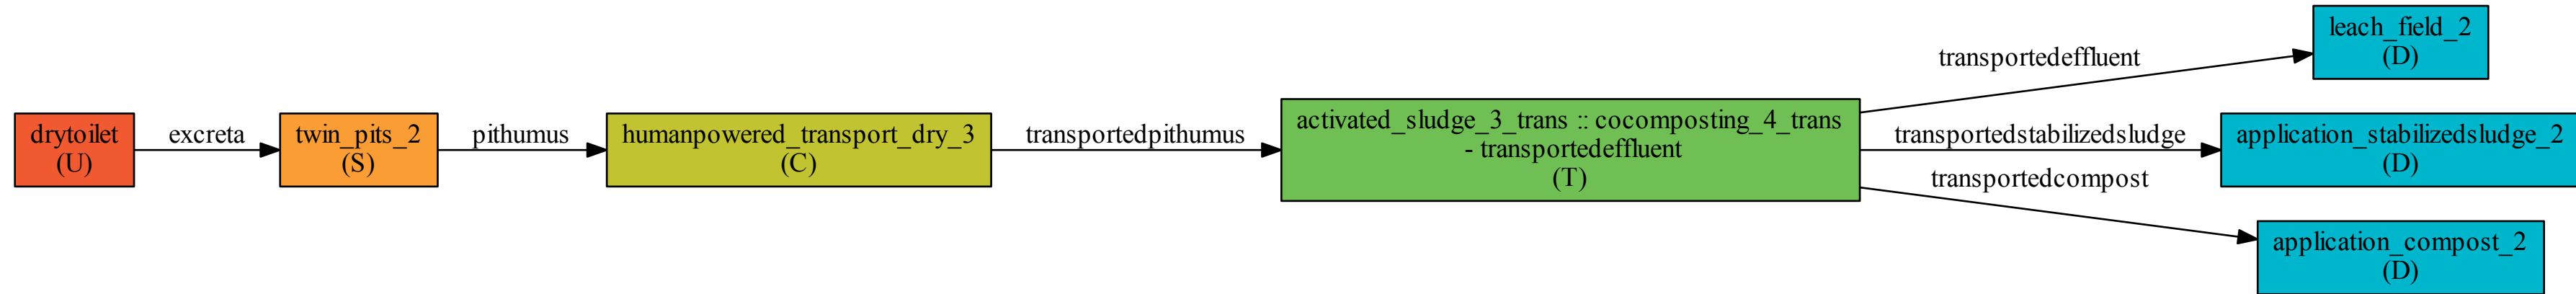 drytoilet
(U)
excreta
twin_pits_2
(S)
pithumus
humanpowered_transport_dry_3
(C)
transportedpithumus
activated_sludge_3_trans :: cocomposting_4_trans
- transportedeffluent
(T)
transportedeffluent
leach_field_2
(D)
transportedstabilizedsludge
application_stabilizedsludge_2
(D)
transportedcompost
application_compost_2
(D)